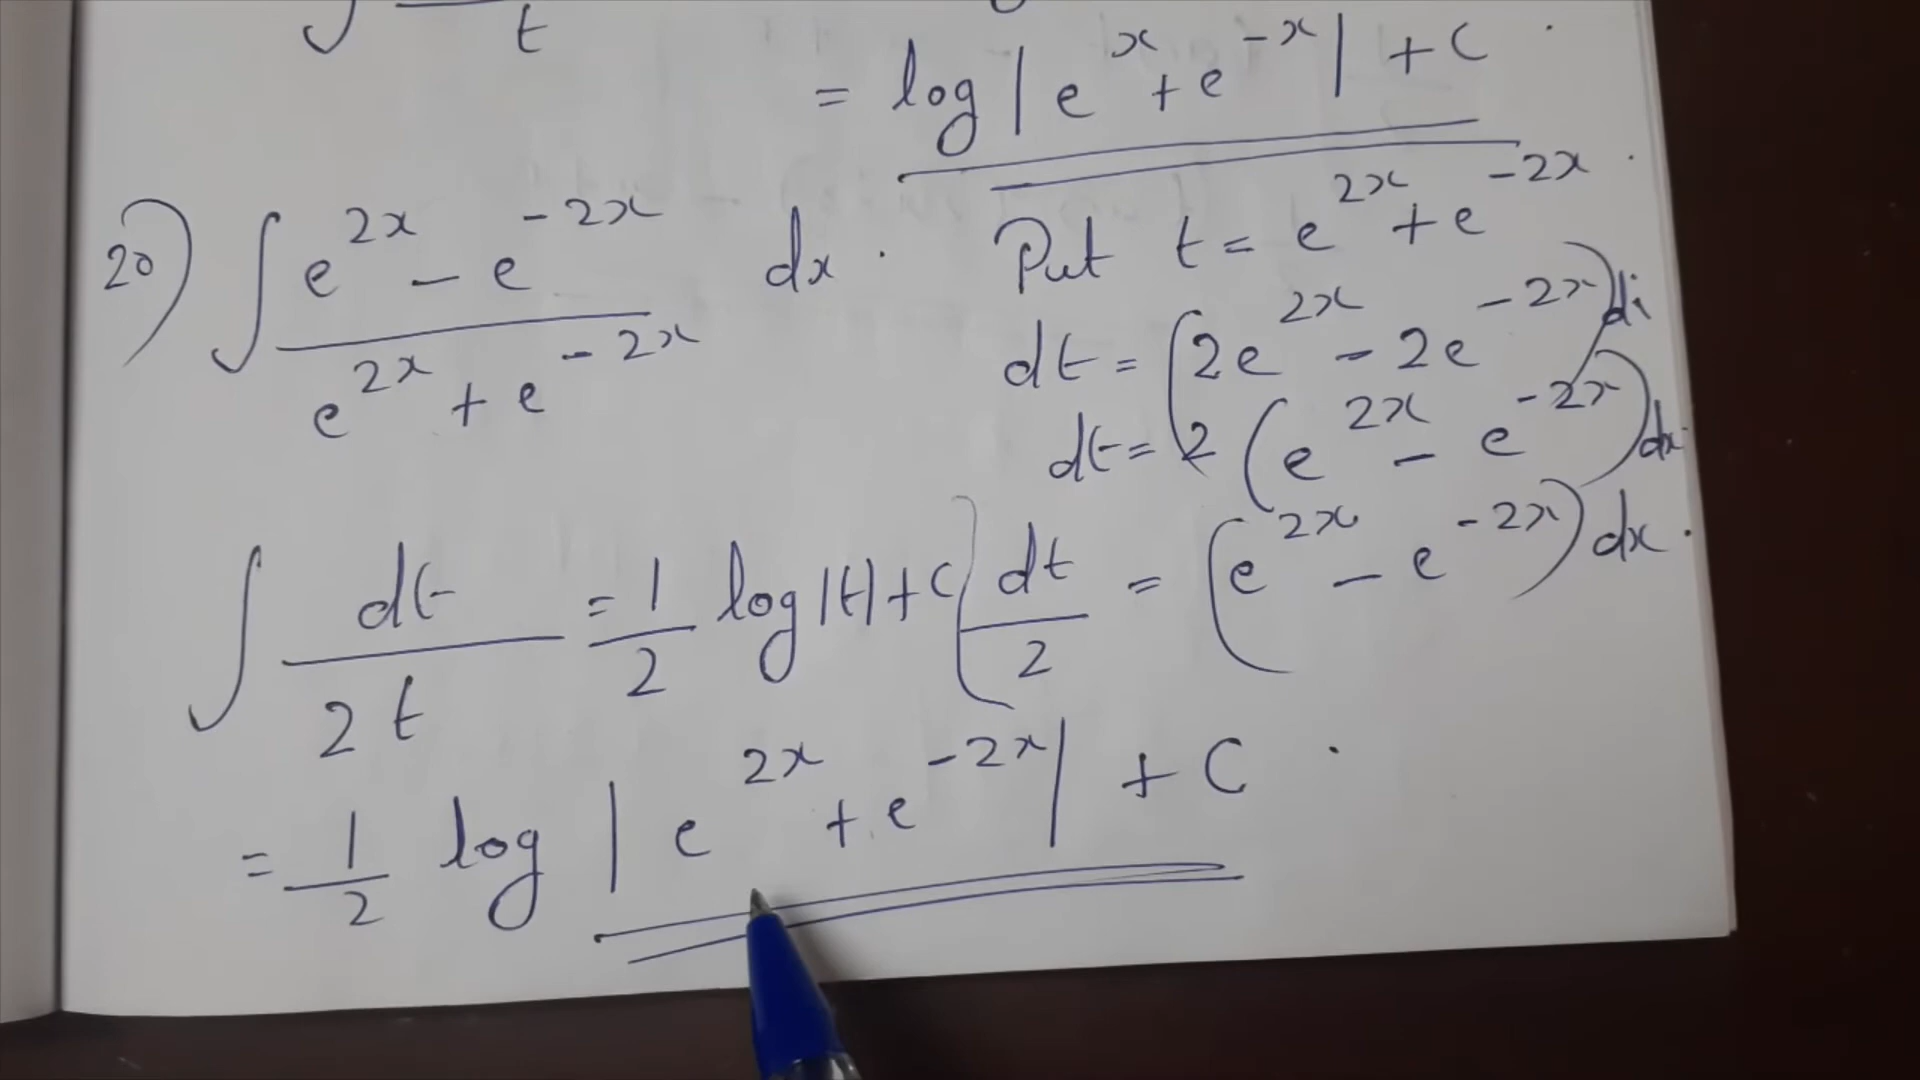 ∫ t
= log |e^x + e^-x| + C .
20) ∫ e^2x − e^-2x / e^2x + e^-2x dx . Put t = e^2x + e^-2x .
dt = (2e^2x − 2e^-2x)
dt = 2 (e^2x − e^-2x) dx .
∫ dt / 2t = 1/2 log |t| + C dt/2 = (e^2x − e^-2x) dx .
= 1/2 log |e^2x + e^-2x| + C .